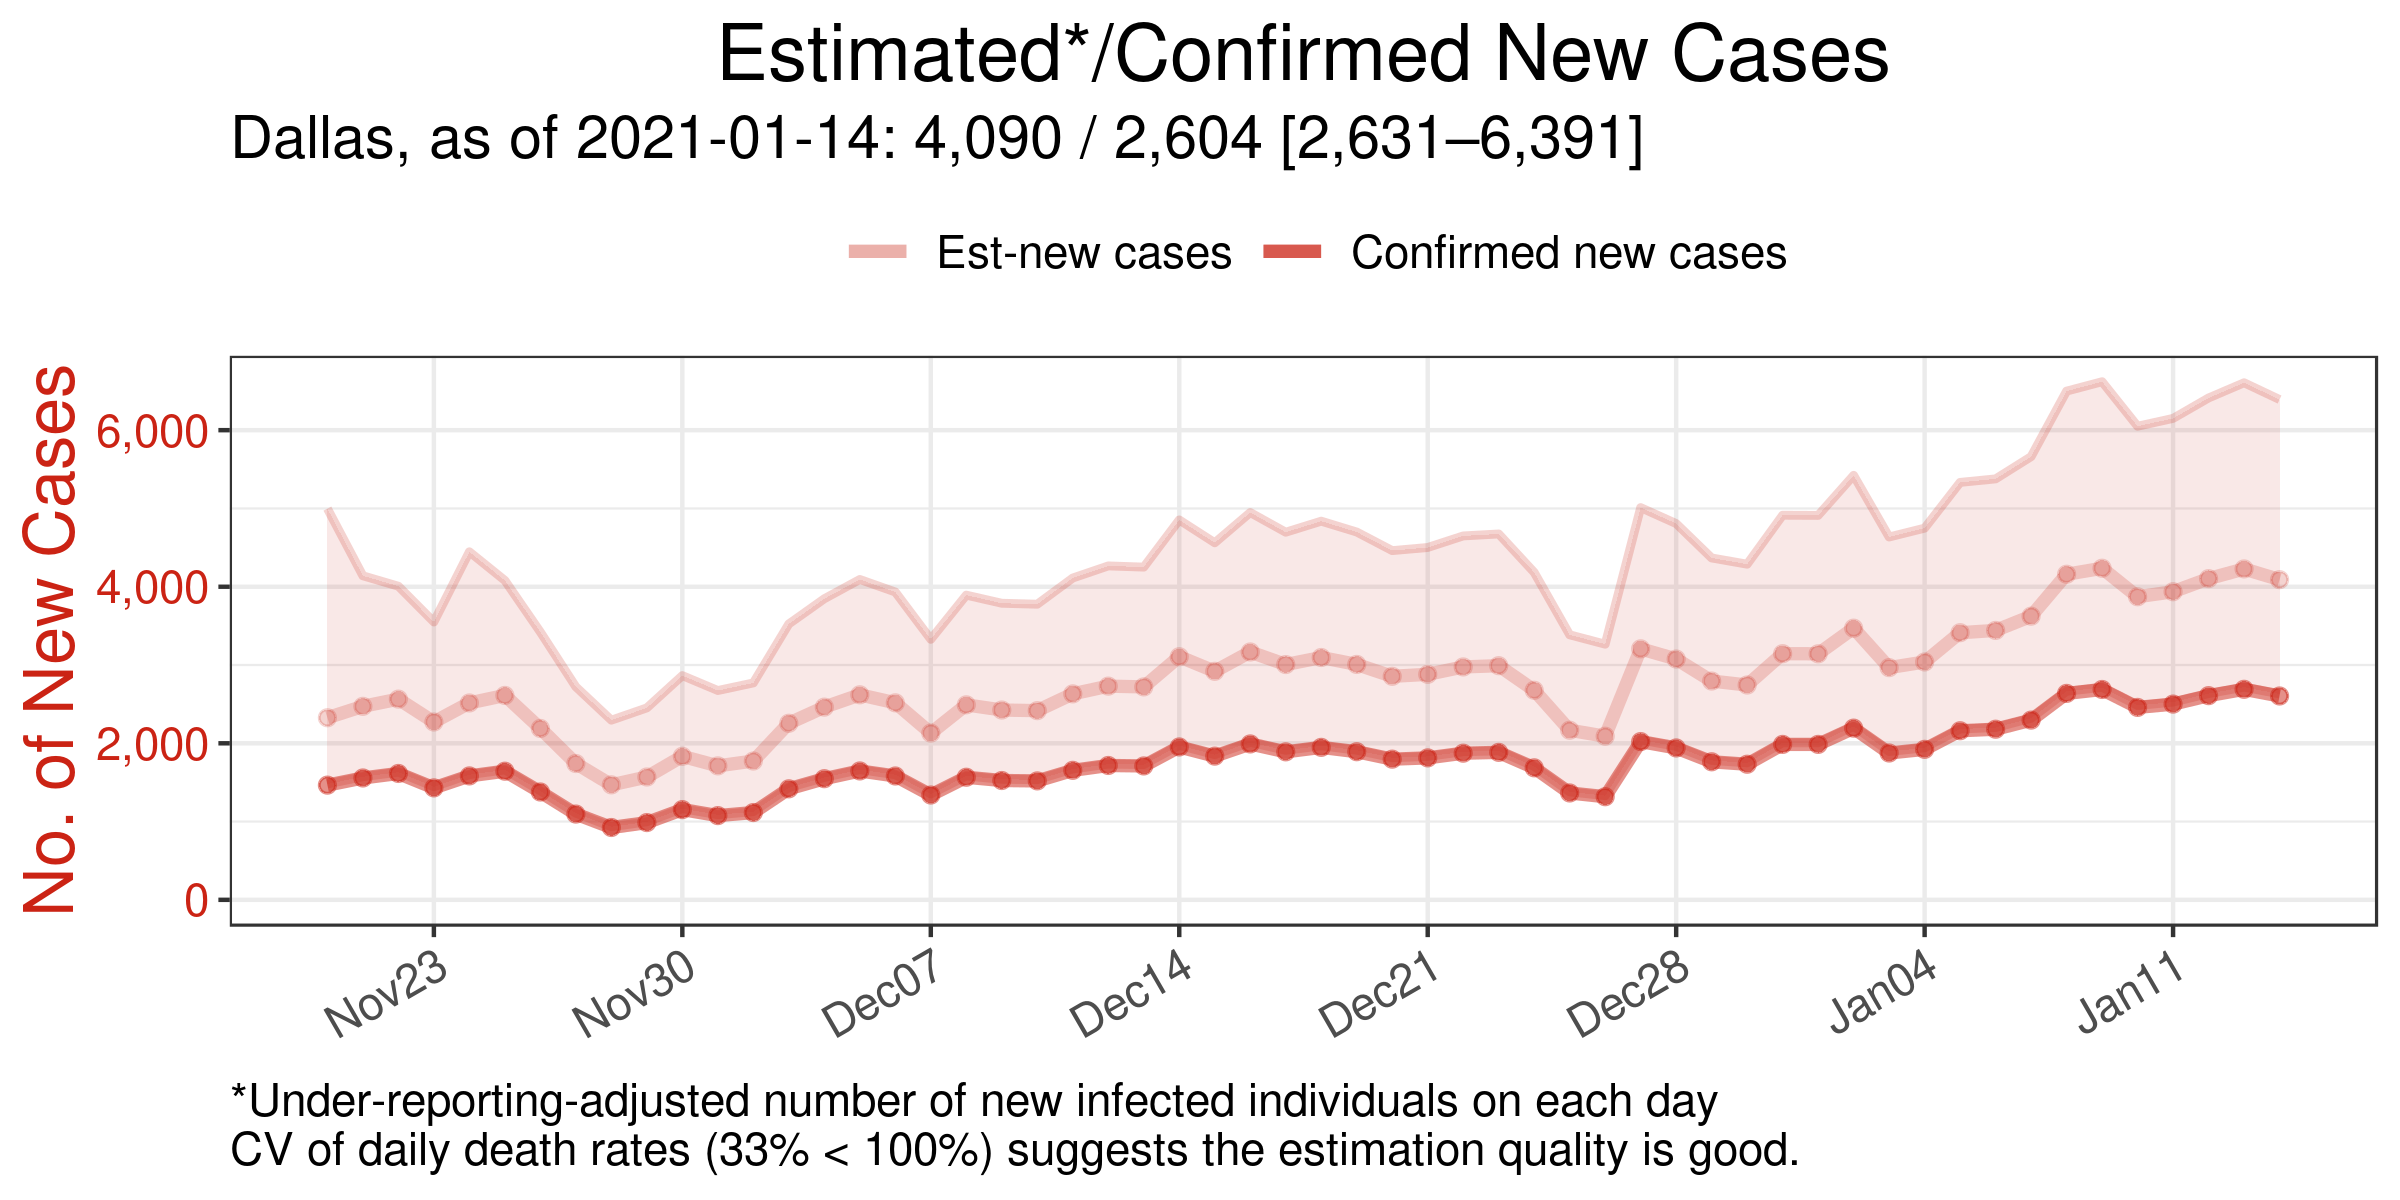 Estimated*/Confirmed New Cases
Dallas, as of 2021-01-14: 4,090 / 2,604 [2,631–6,391]
Est-new cases Confirmed new cases
No. of New Cases
6,000
4,000
2,000
0
Nov23 Nov30 Dec07 Dec14 Dec21 Dec28 Jan04 Jan11
*Under-reporting-adjusted number of new infected individuals on each day
CV of daily death rates (33% < 100%) suggests the estimation quality is good.